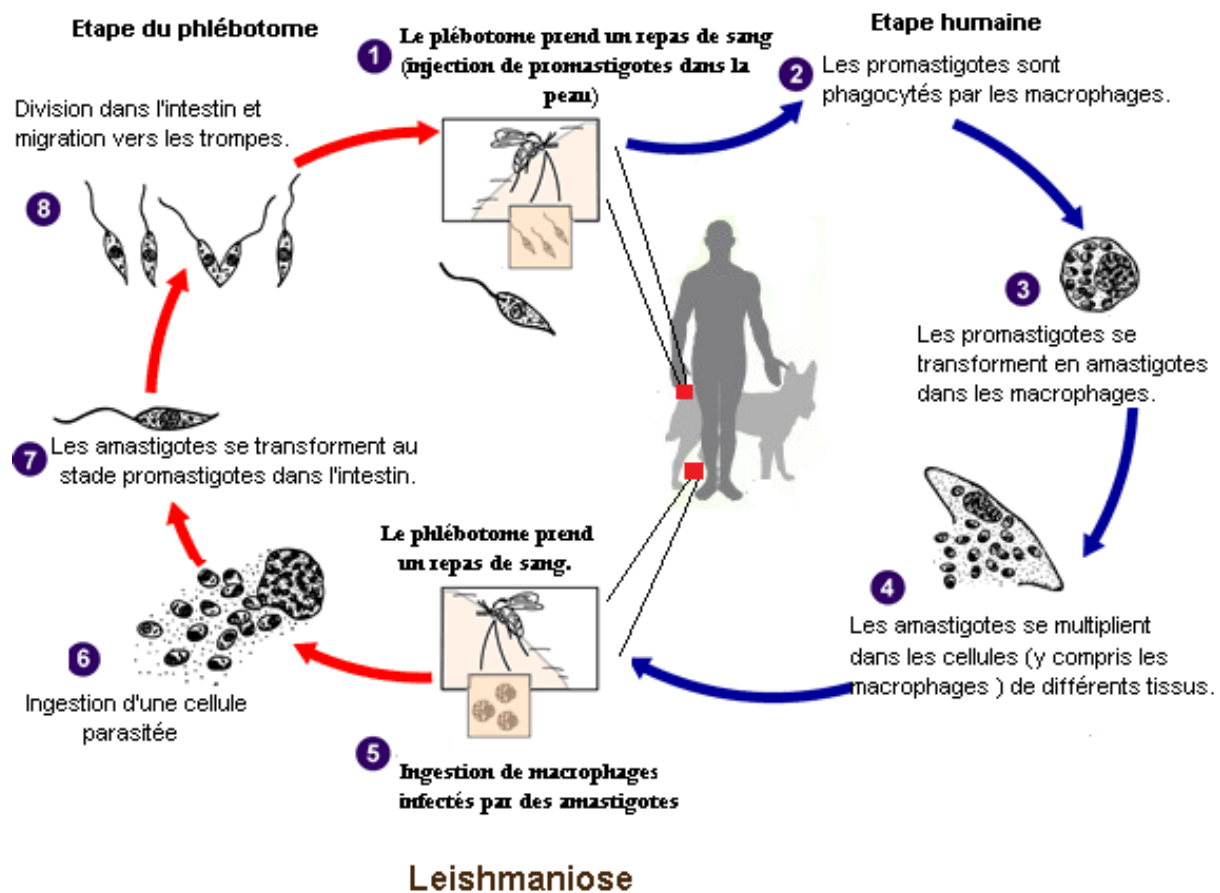 Etape du phlébotome
Etape humaine
1
Le plébotome prend un repas de sang
(injection de promastigotes dans la
peau)
2
Les promastigotes sont
phagocytés par les macrophages.
3
Les promastigotes se
transforment en amastigotes
dans les macrophages.
4
Les amastigotes se multiplient
dans les cellules (y compris les
macrophages ) de différents tissus.
Le phlébotome prend
un repas de sang.
5
Ingestion de macrophages
infectés par des amastigotes
6
Ingestion d'une cellule
parasitée
7
Les amastigotes se transforment au
stade promastigotes dans l'intestin.
8
Division dans l'intestin et
migration vers les trompes.
Leishmaniose